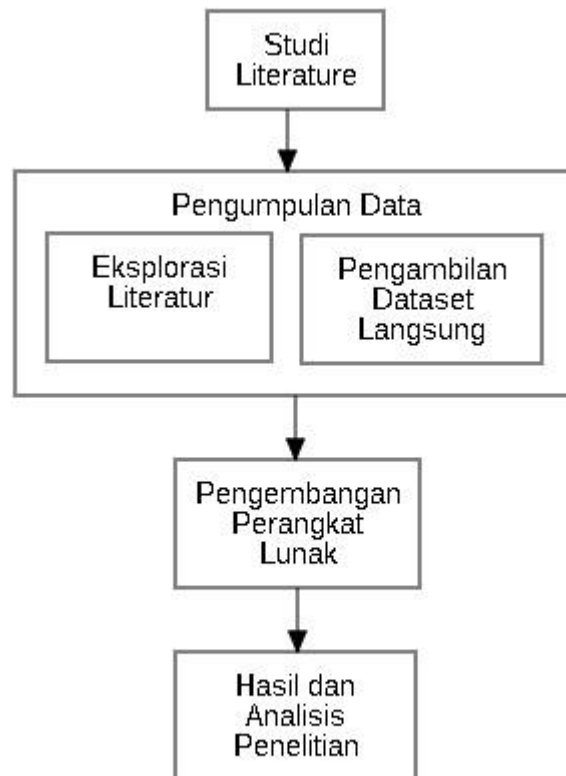 Studi
Literature
Pengumpulan Data
Eksplorasi
Literatur
Pengambilan
Dataset
Langsung
Pengembangan
Perangkat
Lunak
Hasil dan
Analisis
Penelitian